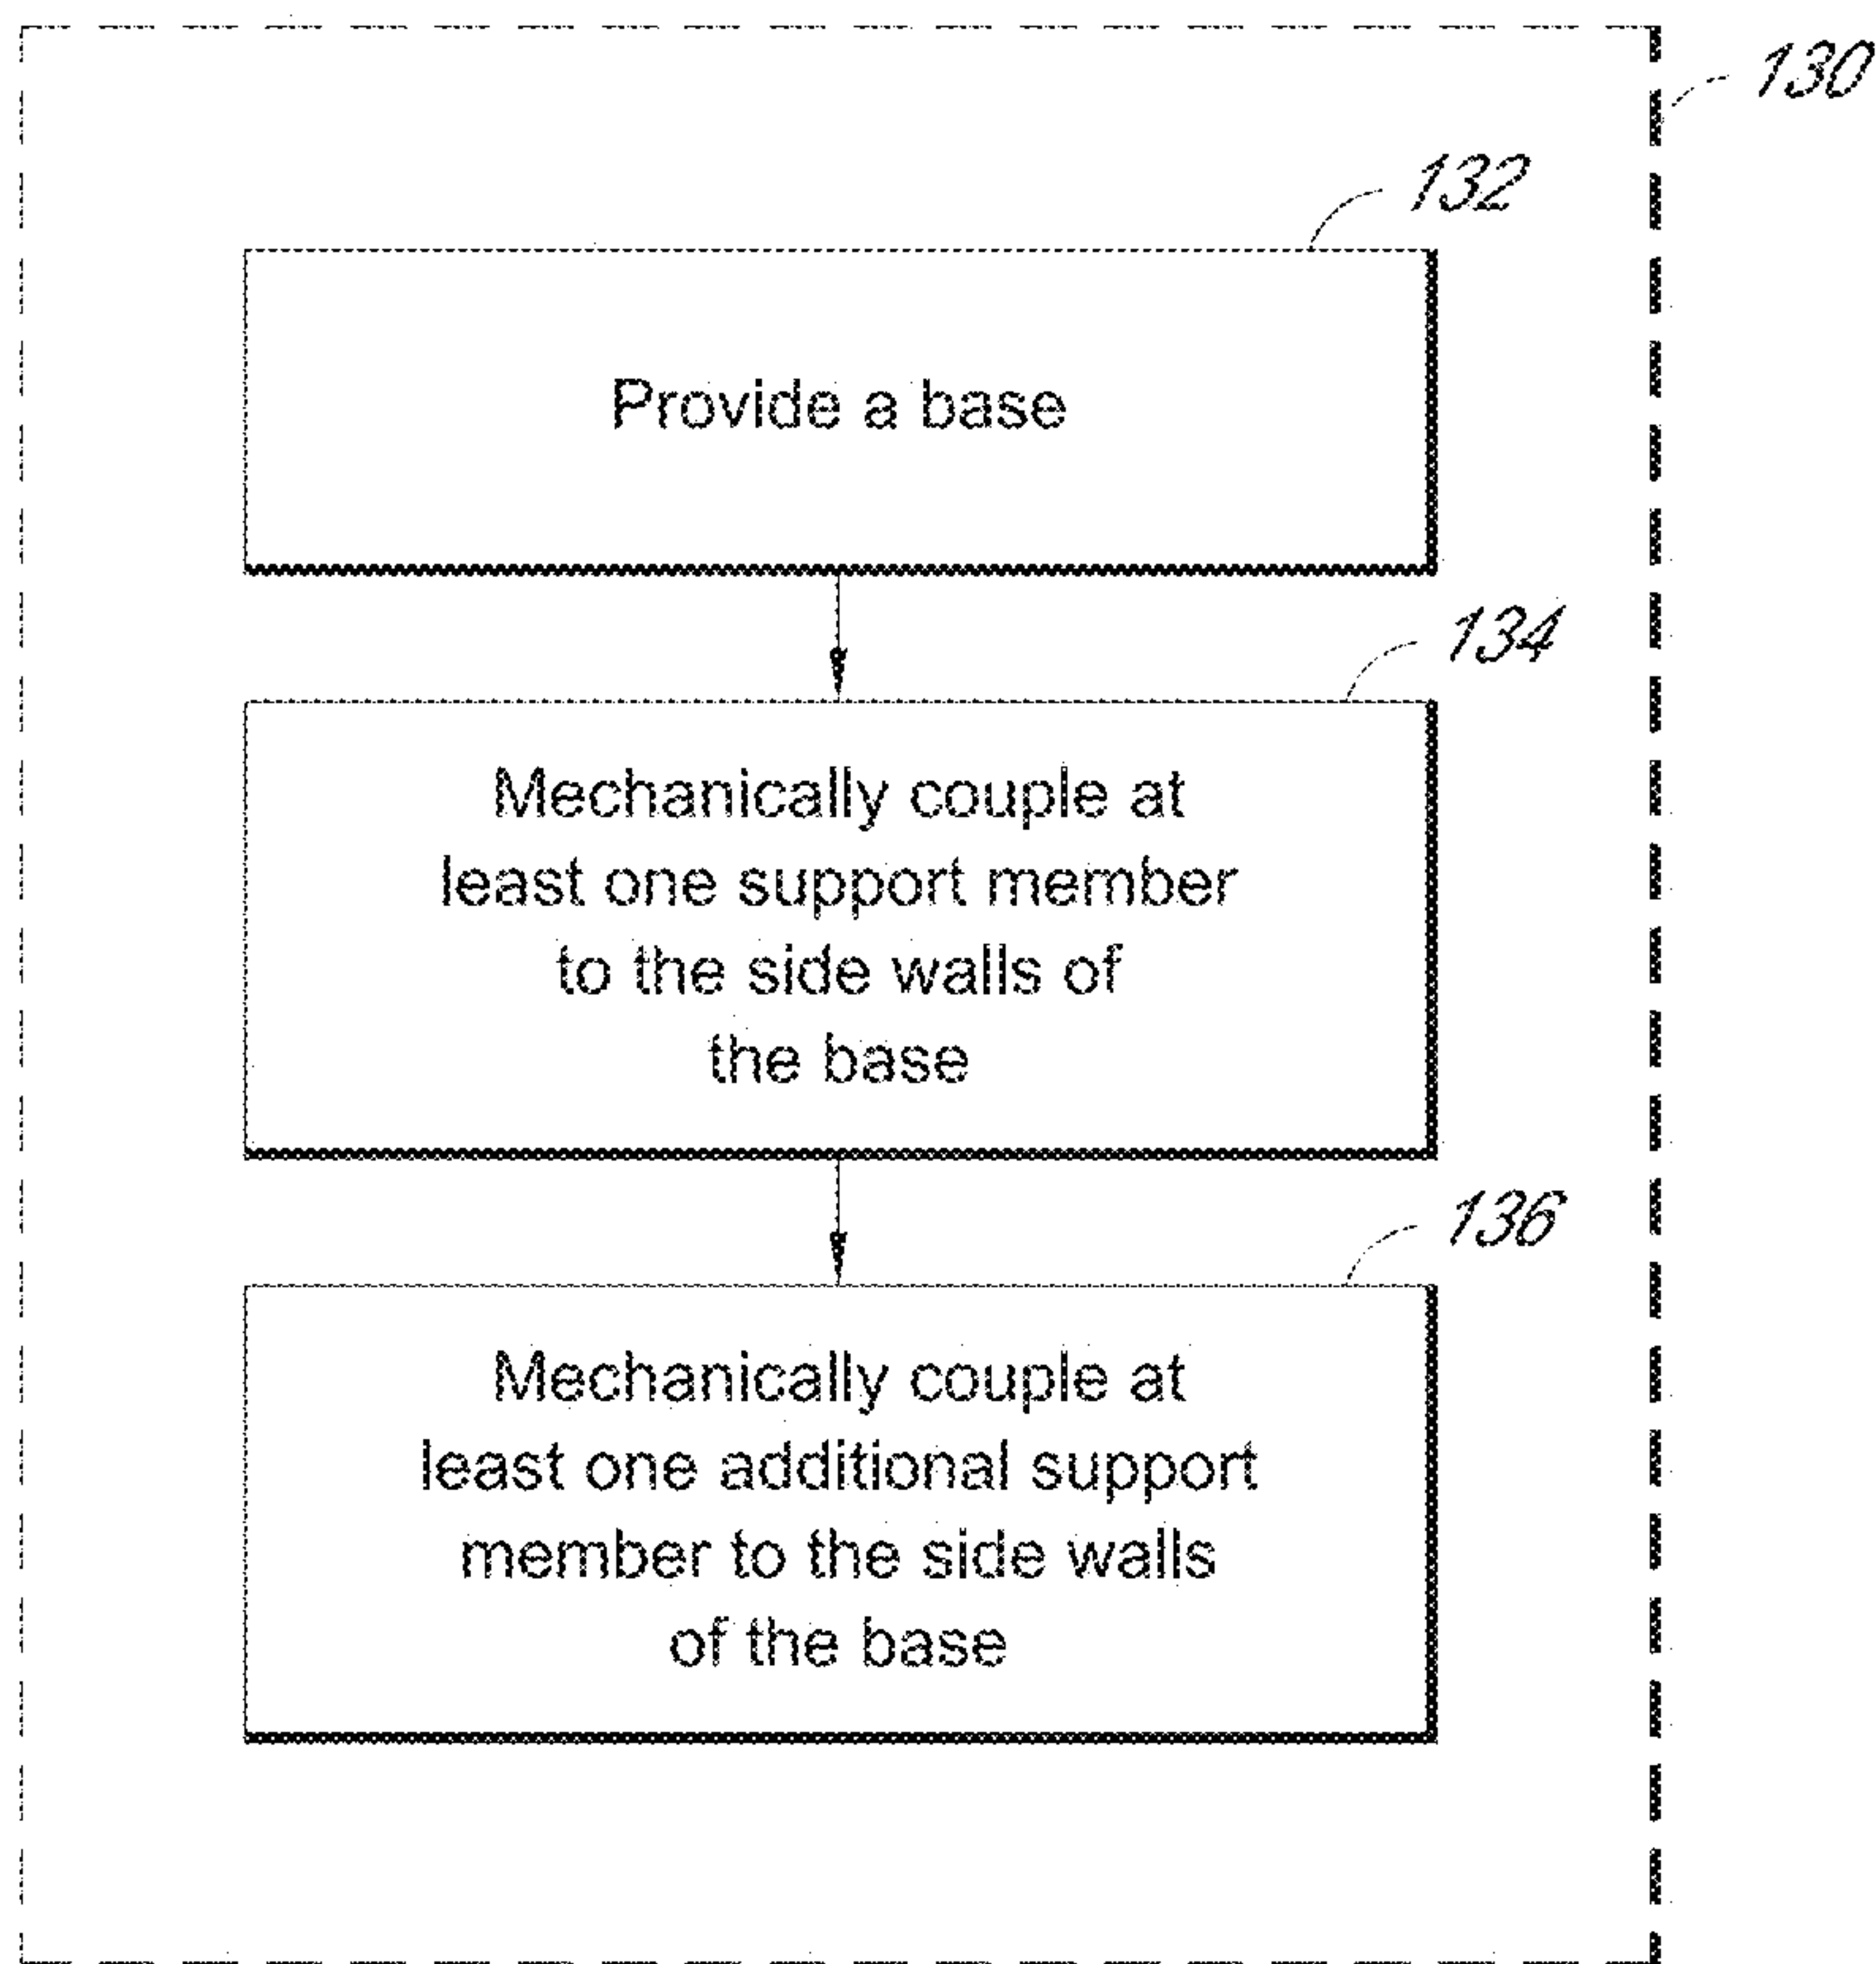 130
132
Provide a base
134
Mechanically couple at
least one support member
to the side walls of
the base
136
Mechanically couple at
least one additional support
member to the side walls
of the base